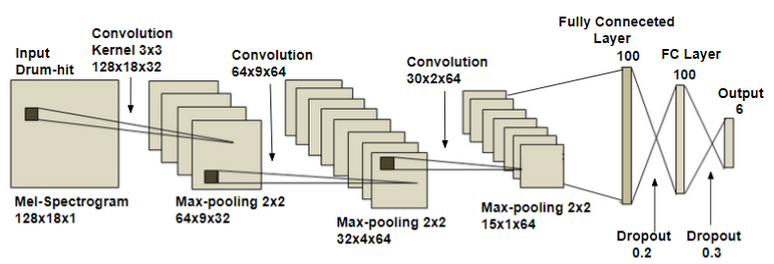 Input
Drum-hit
Convolution
Kernel 3x3
128x18x32
Convolution
64x9x64
Convolution
30x2x64
Fully Conneceted
Layer
100
FC Layer
100
Output
6
Mel-Spectrogram
128x18x1
Max-pooling 2x2
64x9x32
Max-pooling 2x2
32x4x64
Max-pooling 2x2
15x1x64
Dropout
0.2
Dropout
0.3